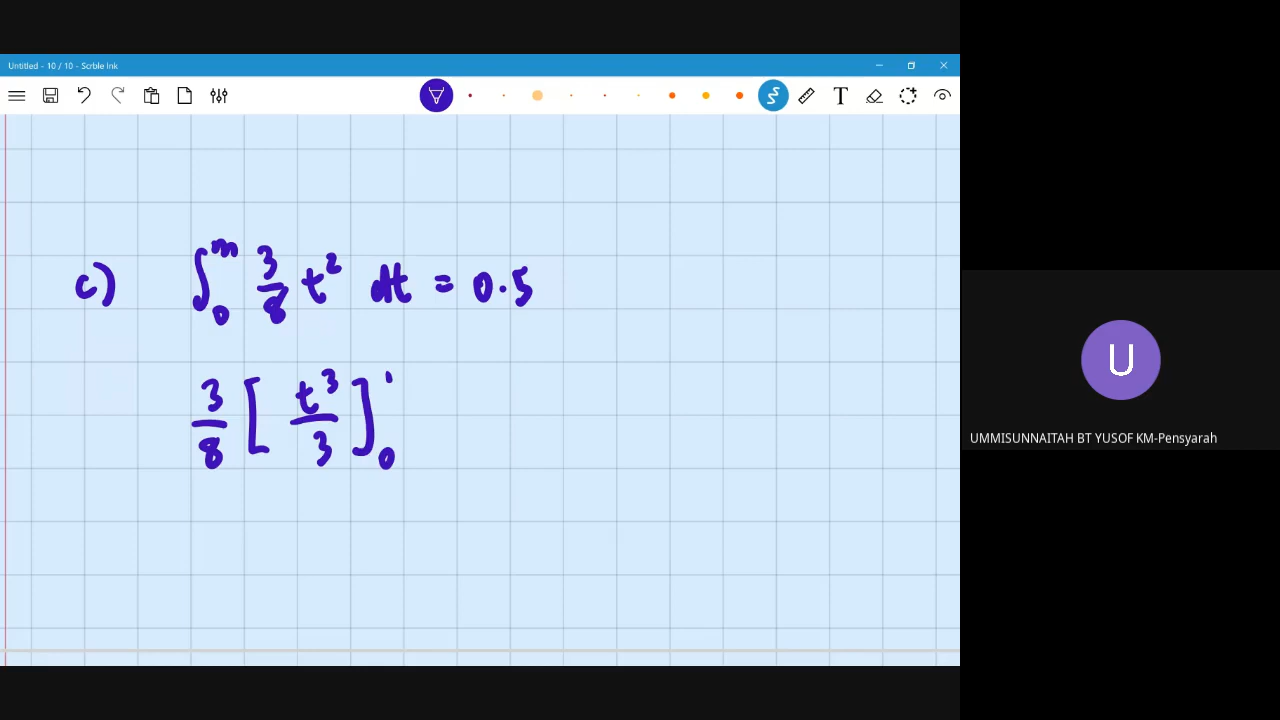 Untitled - 10 / 10 - Scrble Ink
T
c) ∫₀ᵐ 3/8 t² dt = 0.5
3/8 [ t³/3 ]₀
U
UMMISUNNAITAH BT YUSOF KM-Pensyarah